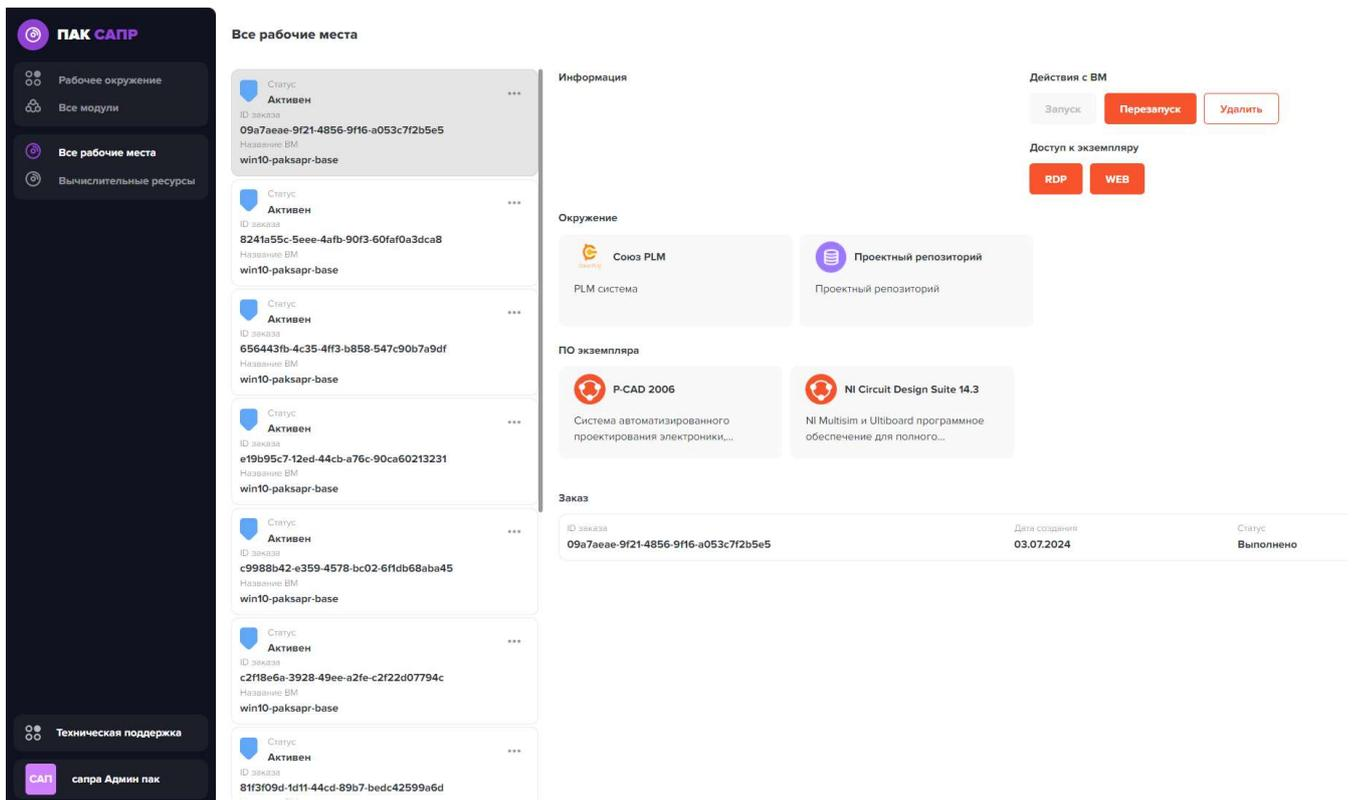 ПАК САПР
Рабочее окружение
Все модули
Все рабочие места
Вычислительные ресурсы
Техническая поддержка
САП
сапра Админ пак
Все рабочие места
Статус
Активен
ID заказа
09a7aeae-9f21-4856-9f16-a053c7f2b5e5
Название ВМ
win10-paksapr-base
Статус
Активен
ID заказа
8241a55c-5eee-4afb-90f3-60faf0a3dca8
Название ВМ
win10-paksapr-base
Статус
Активен
ID заказа
656443fb-4c35-4ff3-b858-547c90b7a9df
Название ВМ
win10-paksapr-base
Статус
Активен
ID заказа
e19b95c7-12ed-44cb-a76c-90ca60213231
Название ВМ
win10-paksapr-base
Статус
Активен
ID заказа
c9988b42-e359-4578-bc02-6f1db68aba45
Название ВМ
win10-paksapr-base
Статус
Активен
ID заказа
c2f18e6a-3928-49ee-a2fe-c2f22d07794c
Название ВМ
win10-paksapr-base
Статус
Активен
ID заказа
81f3f09d-1d11-44cd-89b7-bedc42599a6d
Информация
Действия с ВМ
Запуск
Перезапуск
Удалить
Доступ к экземпляру
RDP
WEB
Окружение
Союз PLM
PLM система
Проектный репозиторий
Проектный репозиторий
ПО экземпляра
P-CAD 2006
Система автоматизированного
проектирования электроники,...
NI Circuit Design Suite 14.3
NI Multisim и Ultiboard программное
обеспечение для полного...
Заказ
ID заказа
09a7aeae-9f21-4856-9f16-a053c7f2b5e5
Дата создания
03.07.2024
Статус
Выполнено